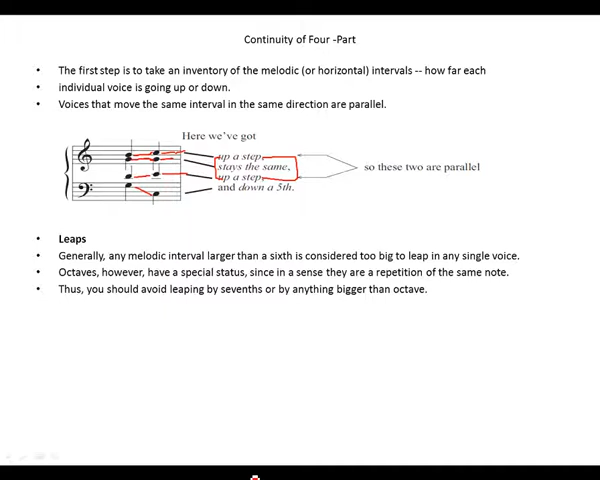 Continuity of Four -Part
• The first step is to take an inventory of the melodic (or horizontal) intervals -- how far each
• individual voice is going up or down.
• Voices that move the same interval in the same direction are parallel.
Here we've got
up a step,
stays the same,
up a step,
and down a 5th.
so these two are parallel
• Leaps
• Generally, any melodic interval larger than a sixth is considered too big to leap in any single voice.
• Octaves, however, have a special status, since in a sense they are a repetition of the same note.
• Thus, you should avoid leaping by sevenths or by anything bigger than octave.